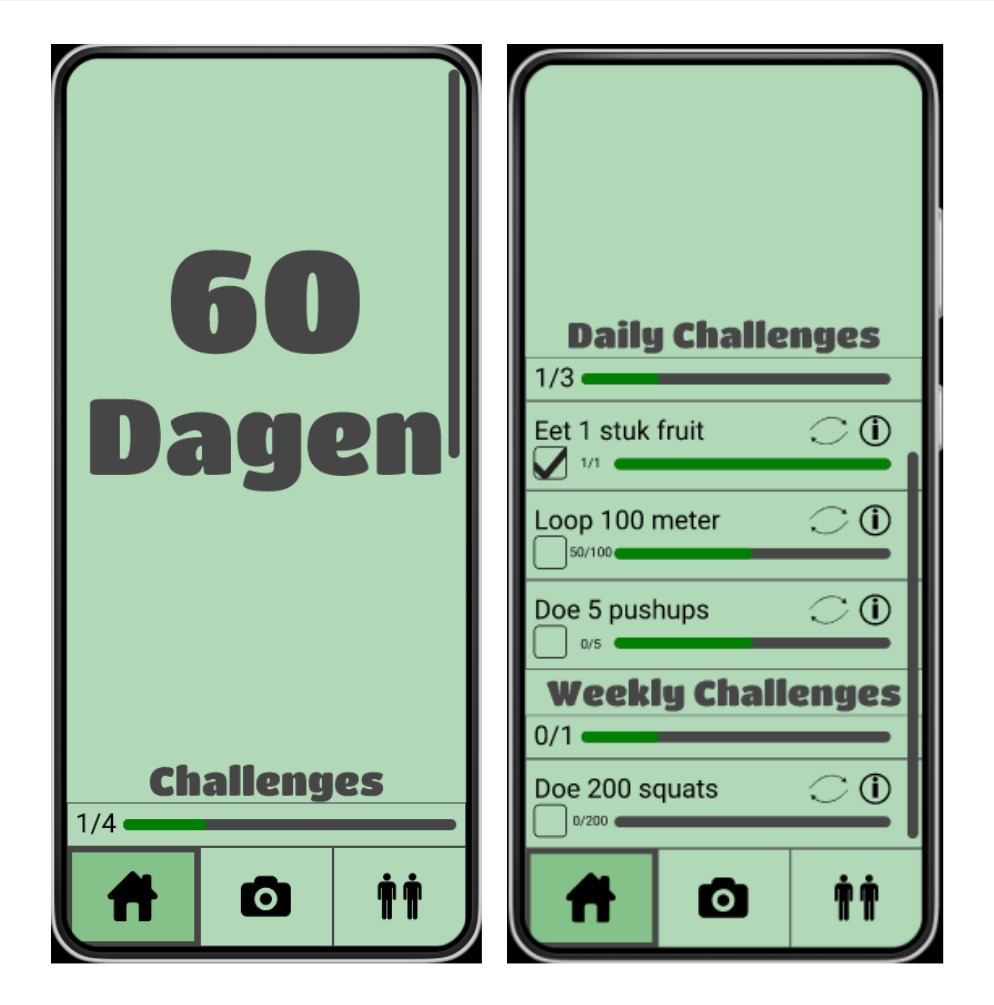 60
Dagen
Challenges
1/4
Daily Challenges
1/3
Eet 1 stuk fruit
1/1
Loop 100 meter
50/100
Doe 5 pushups
0/5
Weekly Challenges
0/1
Doe 200 squats
0/200